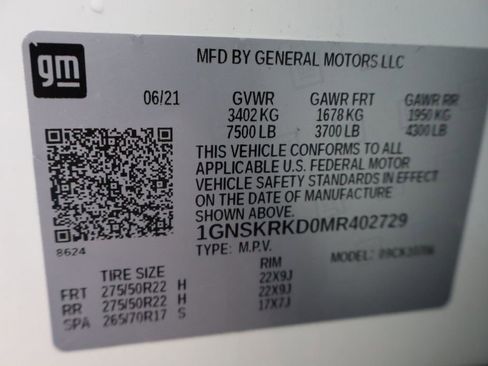 gm
MFD BY GENERAL MOTORS LLC
06/21 GVWR GAWR FRT GAWR RR
3402 KG 1678 KG 1950 KG
7500 LB 3700 LB 4300 LB
THIS VEHICLE CONFORMS TO ALL
APPLICABLE U.S. FEDERAL MOTOR
VEHICLE SAFETY STANDARDS IN EFFECT
ON THE DATE OF MANUFACTURE
SHOWN ABOVE.
1GNSKRKD0MR402729
8624
TYPE: M.P.V. MODEL:
TIRE SIZE RIM
FRT 275/50R22 H 22X9J
RR 275/50R22 H 22X9J
SPA 265/70R17 S 17X7J